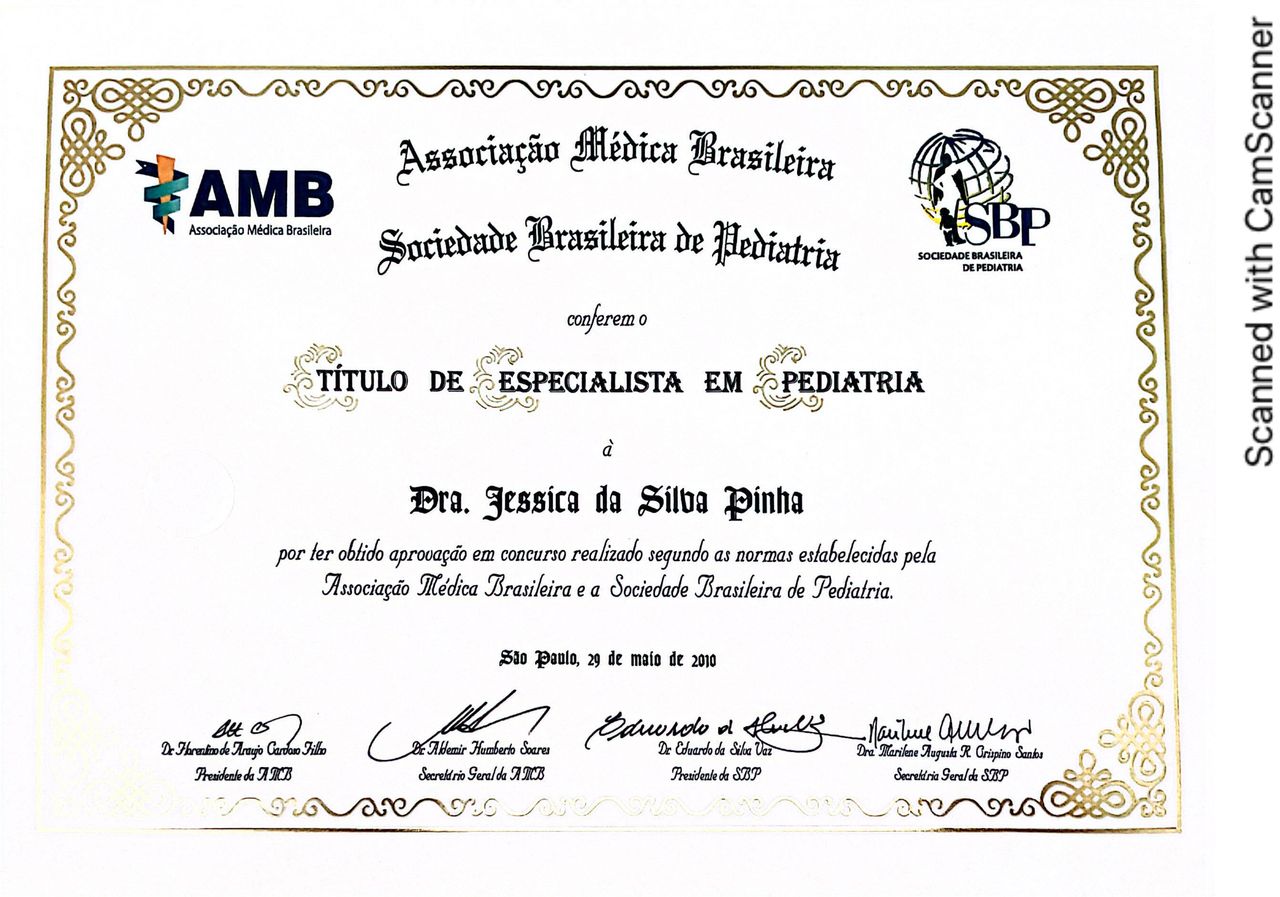 AMB
Associação Médica Brasileira
Associação Médica Brasileira
SBP
SOCIEDADE BRASILEIRA
DE PEDIATRIA
Sociedade Brasileira de Pediatria
conferem o
TÍTULO DE ESPECIALISTA EM PEDIATRIA
à
Dra. Jessica da Silva Pinha
por ter obtido aprovação em concurso realizado segundo as normas estabelecidas pela
Associação Médica Brasileira e a Sociedade Brasileira de Pediatria.
São Paulo, 29 de maio de 2010
Dr. Florentino de Araujo Cardoso Filho
Presidente da AMB
Dr. Aldemir Humberto Soares
Secretário Geral da AMB
Dr. Eduardo da Silva Vaz
Presidente da SBP
Dra. Marilene Augusta R. Crispino Santos
Secretária Geral da SBP
Scanned with CamScanner